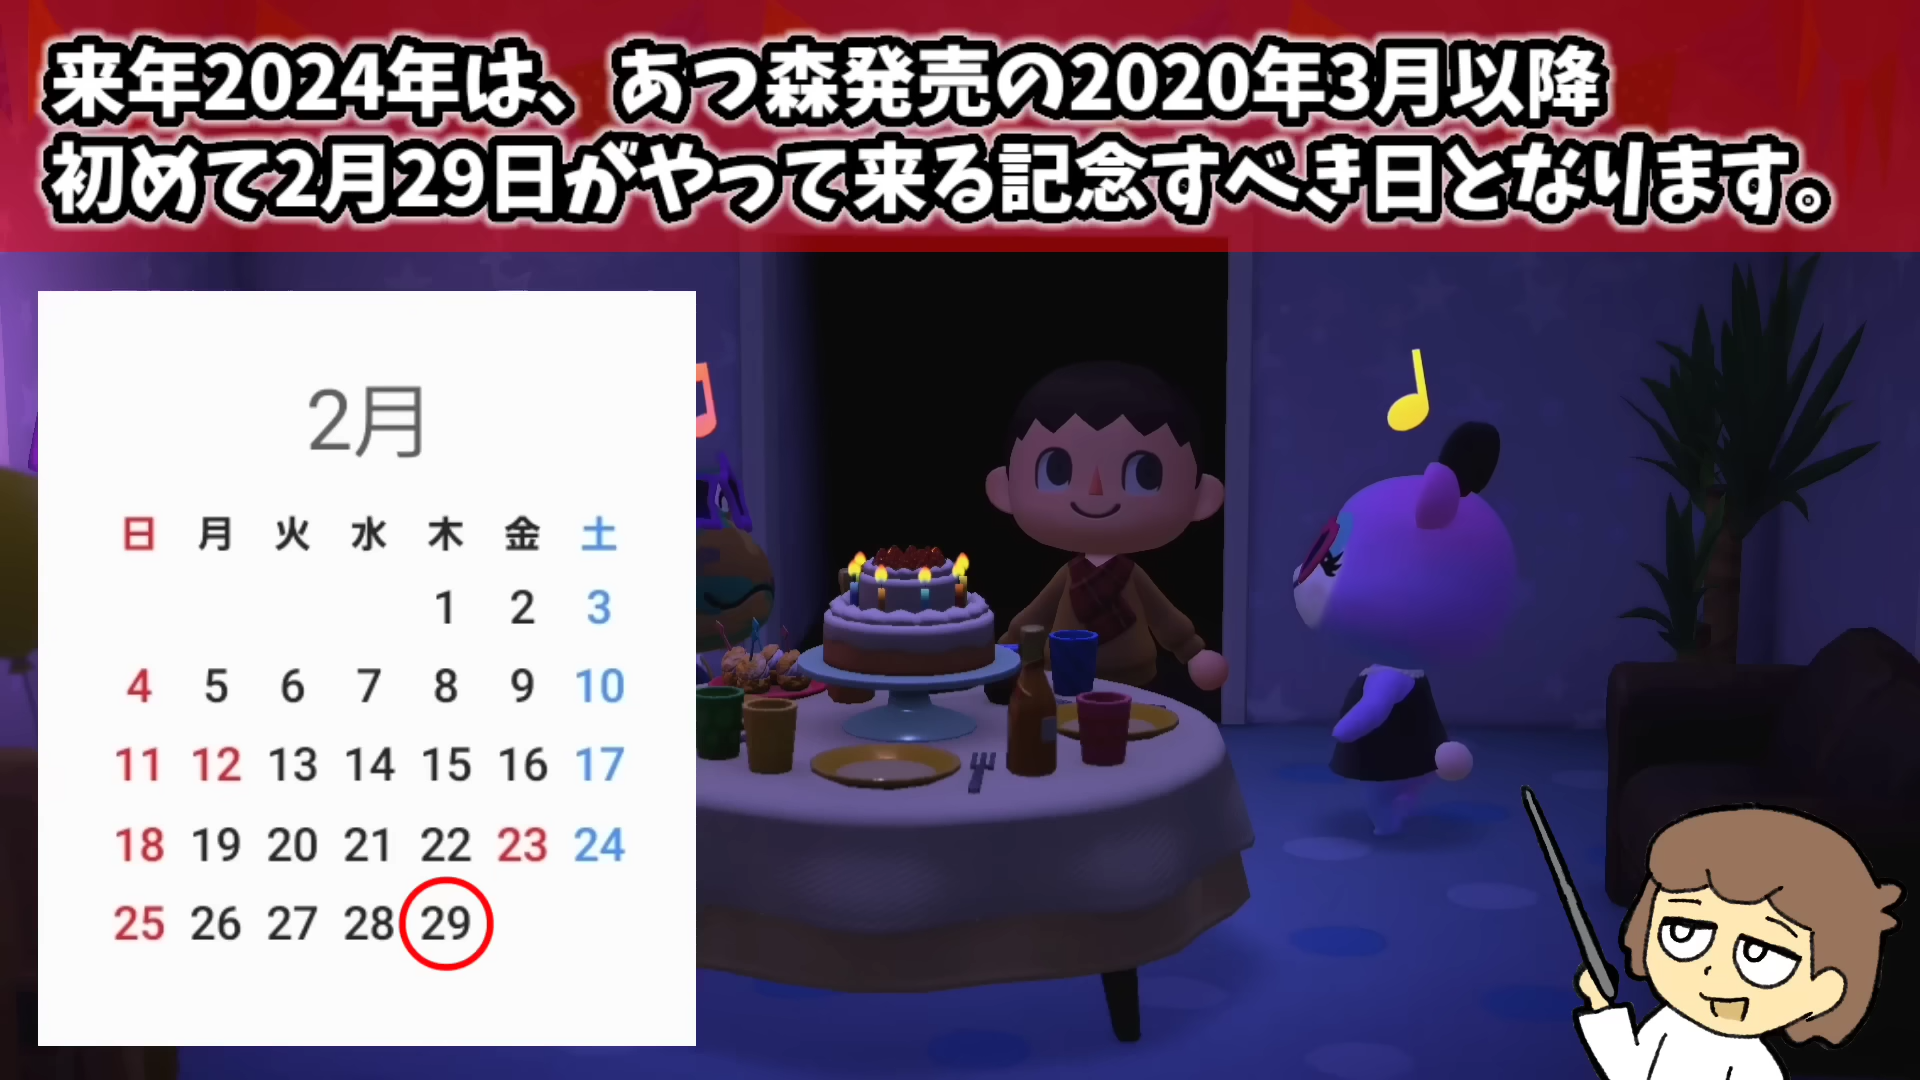 来年2024年は、あつ森発売の2020年3月以降
初めて2月29日がやって来る記念すべき日となります。
2月
日 月 火 水 木 金 土
1 2 3
4 5 6 7 8 9 10
11 12 13 14 15 16 17
18 19 20 21 22 23 24
25 26 27 28 29